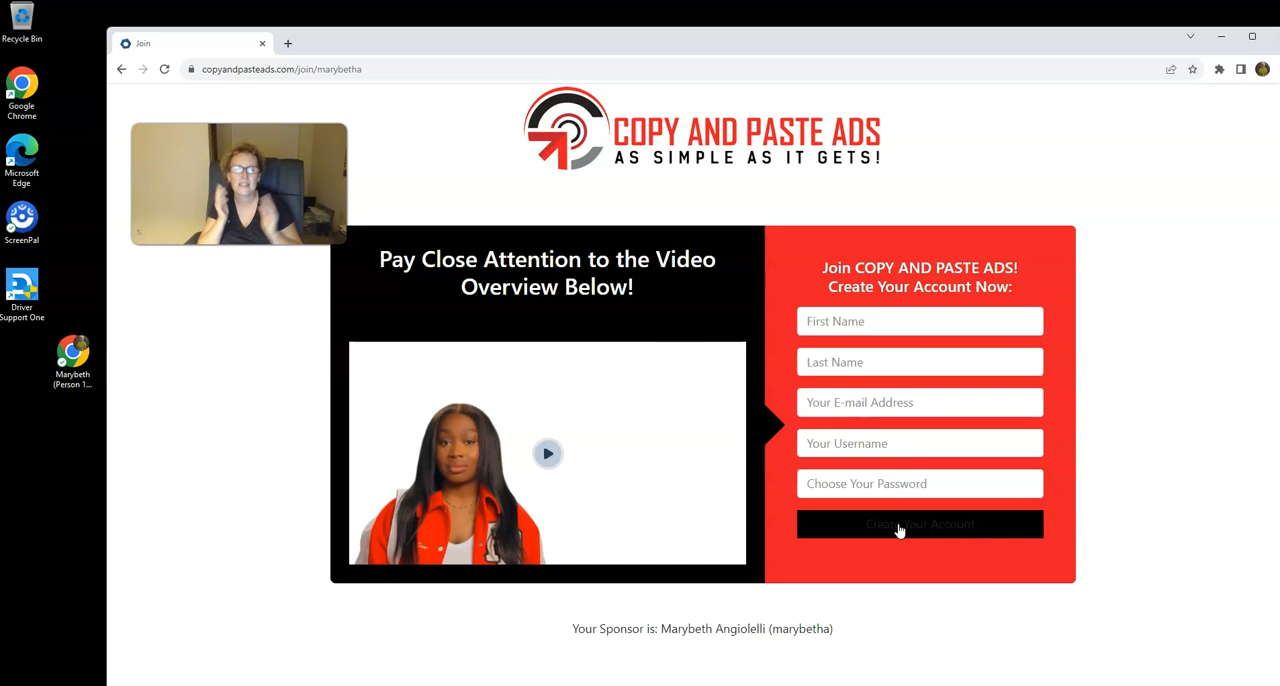 Recycle Bin
Google
Chrome
Microsoft
Edge
ScreenPal
Driver
Support One
Marybeth
(Person 1...
Join
copyandpasteads.com/join/marybetha
COPY AND PASTE ADS
AS SIMPLE AS IT GETS!
Pay Close Attention to the Video
Overview Below!
Join COPY AND PASTE ADS!
Create Your Account Now:
First Name
Last Name
Your E-mail Address
Your Username
Choose Your Password
Create Your Account
Your Sponsor is: Marybeth Angiolelli (marybetha)